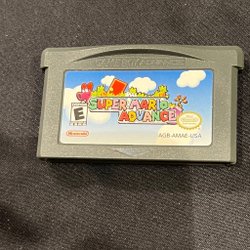 GAME BOY ADVANCE
SUPER MARIO
ADVANCE
E
Nintendo
AGB-AMAE-USA